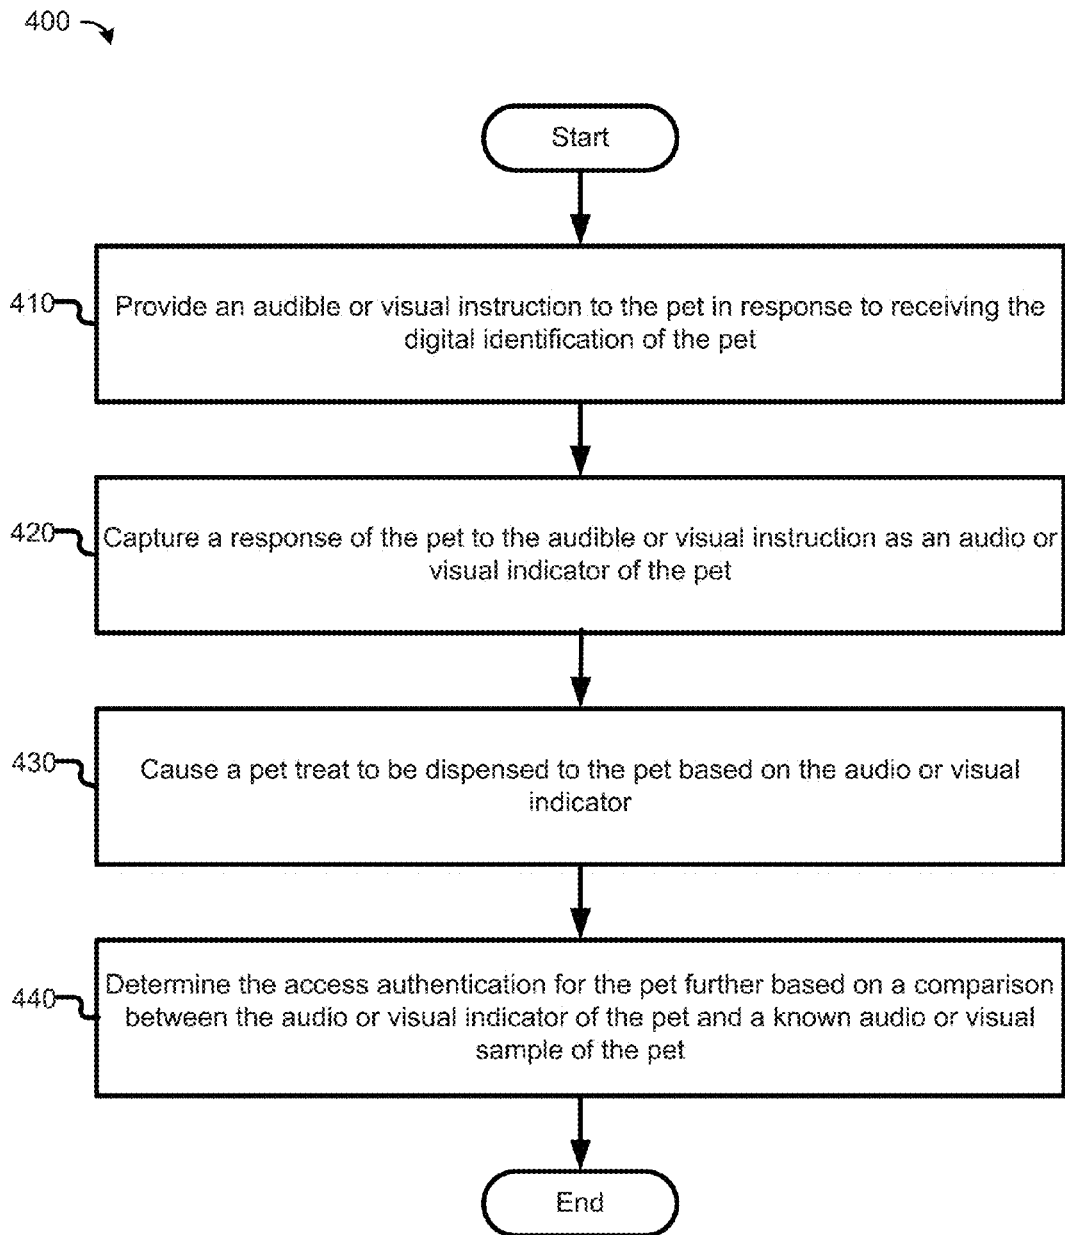 400
Start
410
Provide an audible or visual instruction to the pet in response to receiving the
digital identification of the pet
420
Capture a response of the pet to the audible or visual instruction as an audio or
visual indicator of the pet
430
Cause a pet treat to be dispensed to the pet based on the audio or visual
indicator
440
Determine the access authentication for the pet further based on a comparison
between the audio or visual indicator of the pet and a known audio or visual
sample of the pet
End